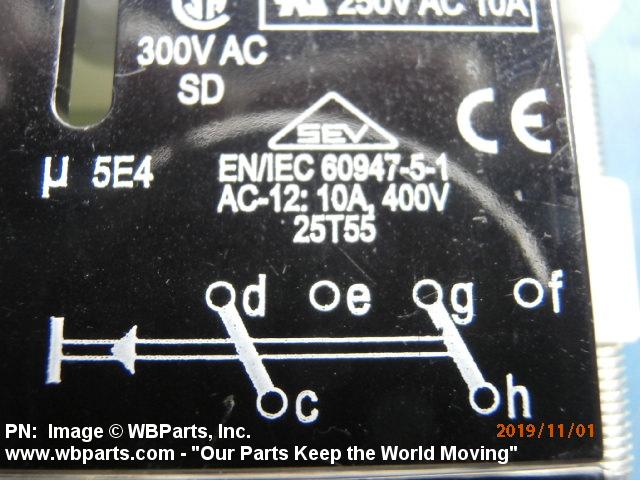 250V AC 10A
300V AC
SD
SEV
CE
μ 5E4
EN/IEC 60947-5-1
AC-12: 10A, 400V
25T55
d e g f
c h
PN: Image © WBParts, Inc.
2019/11/01
www.wbparts.com - "Our Parts Keep the World Moving"